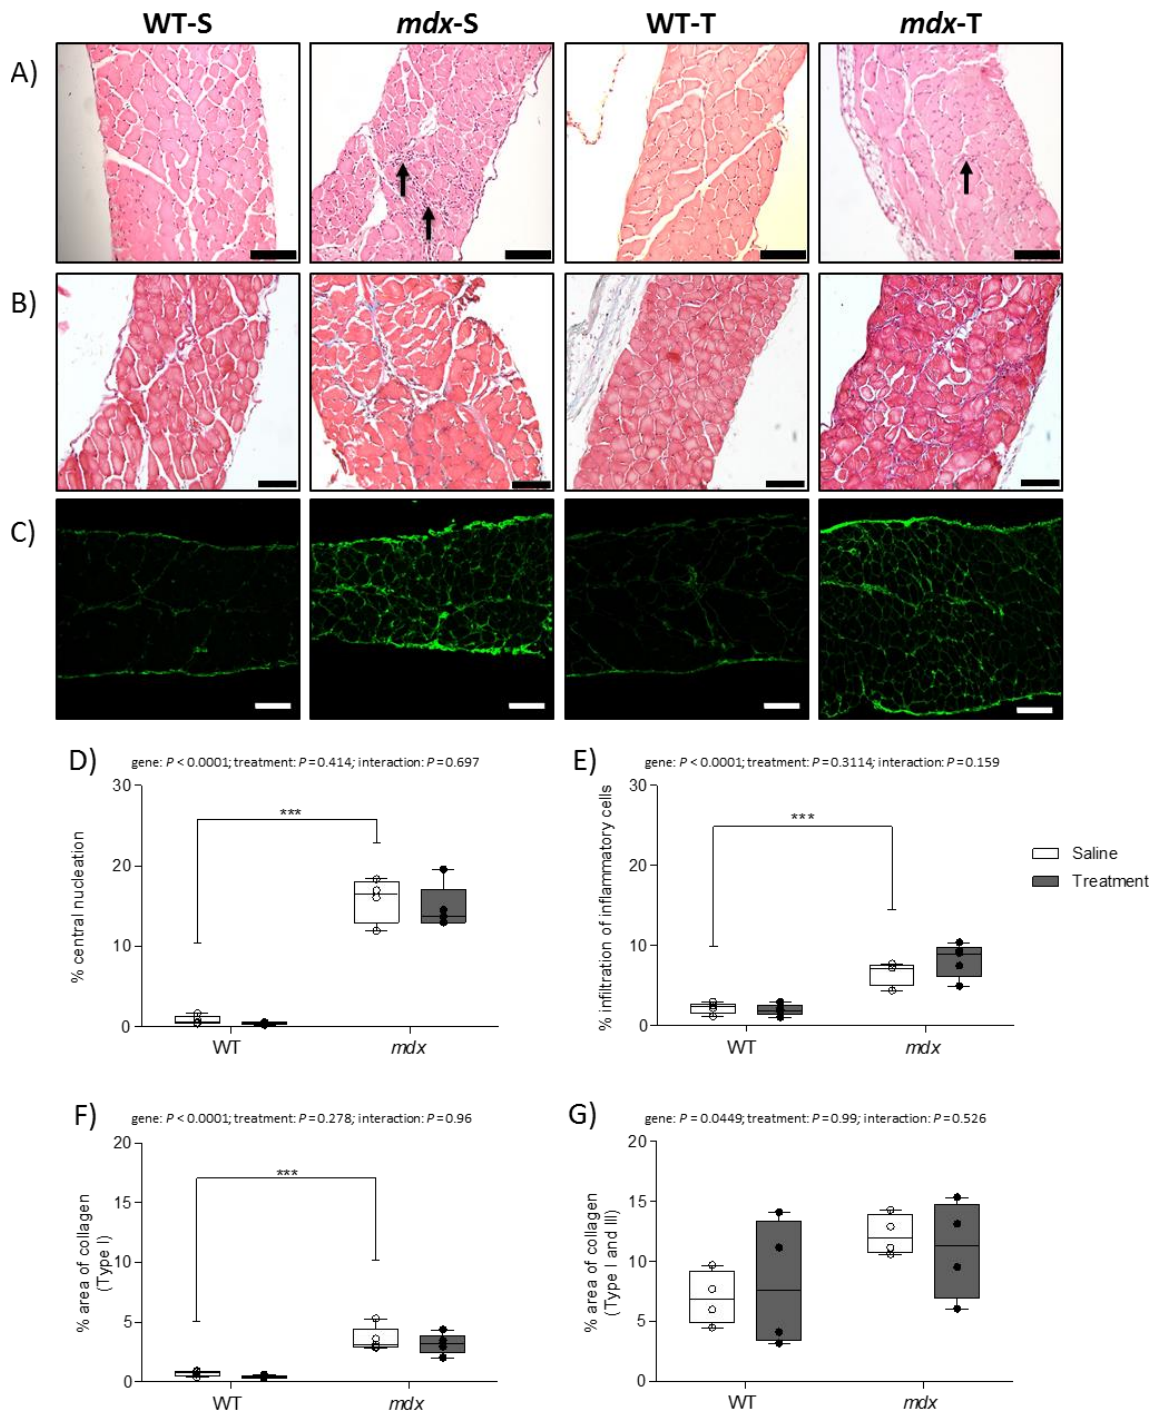 WT-S mdx-S WT-T mdx-T
A)
B)
C)
D)
gene: P < 0.0001; treatment: P = 0.414; interaction: P = 0.697
% central nucleation
30
20
10
0
***
WT mdx
E)
gene: P < 0.0001; treatment: P = 0.3114; interaction: P = 0.159
% infiltration of inflammatory cells
30
20
10
0
***
WT mdx
Saline
Treatment
F)
gene: P < 0.0001; treatment: P = 0.278; interaction: P = 0.96
% area of collagen
(Type I)
20
15
10
5
0
***
WT mdx
G)
gene: P = 0.0449; treatment: P = 0.99; interaction: P = 0.526
% area of collagen
(Type I and III)
20
15
10
5
0
WT mdx